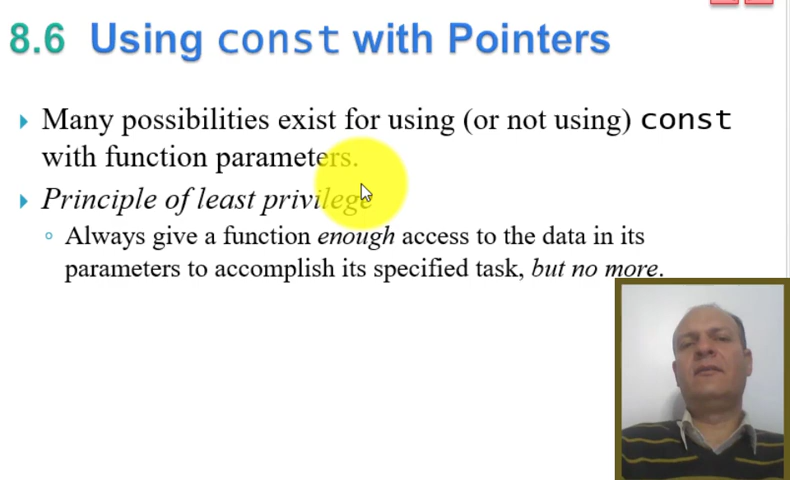 8.6 Using const with Pointers
Many possibilities exist for using (or not using) const
with function parameters.
Principle of least privilege
Always give a function enough access to the data in its
parameters to accomplish its specified task, but no more.